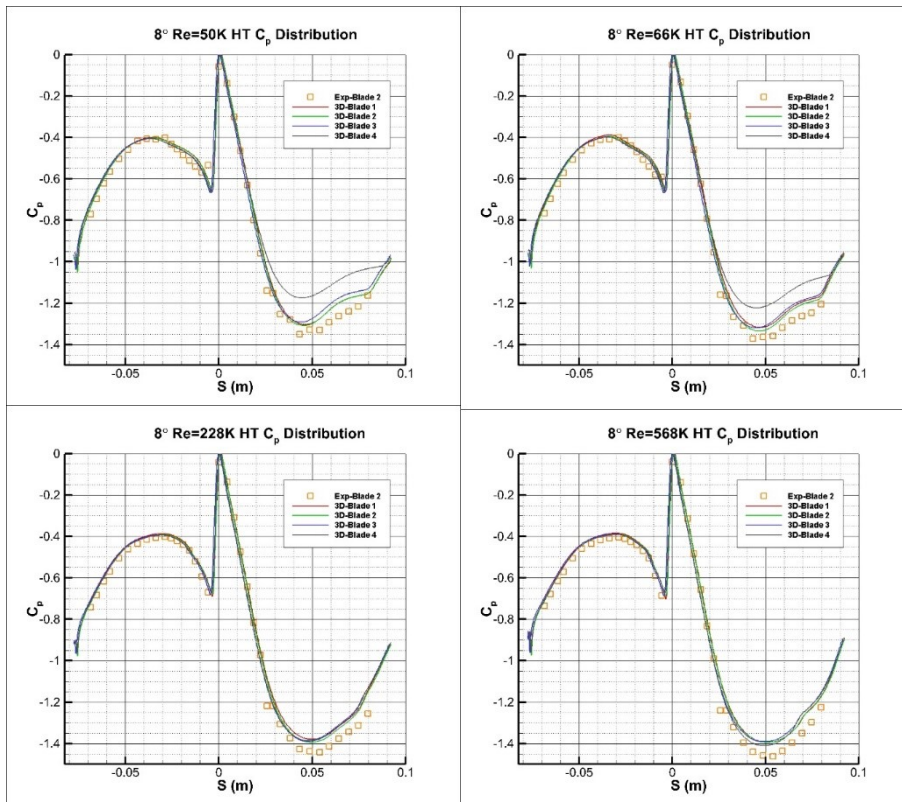 8° Re=50K HT Cp Distribution
0
-0.2
-0.4
-0.6
-0.8
-1
-1.2
-1.4
Cp
Exp-Blade 2
3D-Blade 1
3D-Blade 2
3D-Blade 3
3D-Blade 4
-0.05
0
0.05
0.1
S (m)
8° Re=66K HT Cp Distribution
0
-0.2
-0.4
-0.6
-0.8
-1
-1.2
-1.4
Cp
Exp-Blade 2
3D-Blade 1
3D-Blade 2
3D-Blade 3
3D-Blade 4
-0.05
0
0.05
0.1
S (m)
8° Re=228K HT Cp Distribution
0
-0.2
-0.4
-0.6
-0.8
-1
-1.2
-1.4
Cp
Exp-Blade 2
3D-Blade 1
3D-Blade 2
3D-Blade 3
3D-Blade 4
-0.05
0
0.05
0.1
S (m)
8° Re=568K HT Cp Distribution
0
-0.2
-0.4
-0.6
-0.8
-1
-1.2
-1.4
Cp
Exp-Blade 2
3D-Blade 1
3D-Blade 2
3D-Blade 3
3D-Blade 4
-0.05
0
0.05
0.1
S (m)